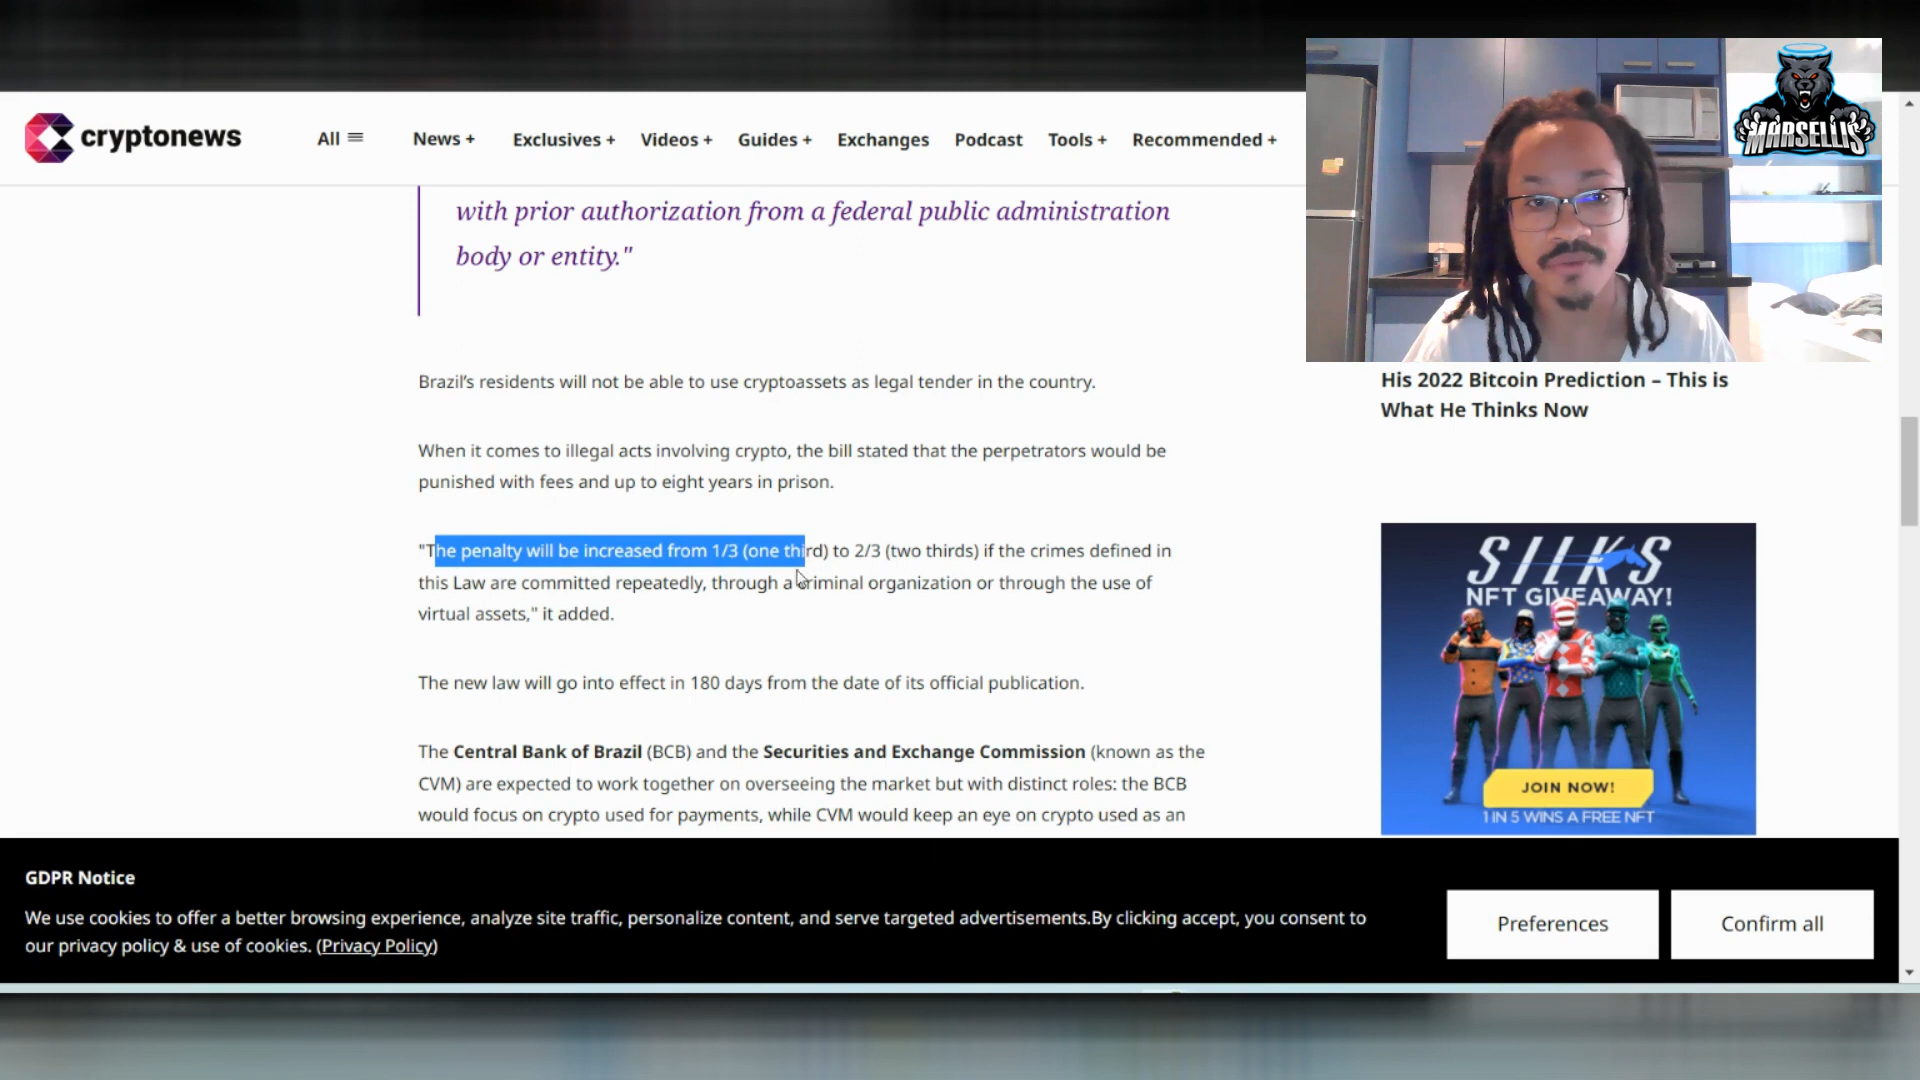 cryptonews
All
News +
Exclusives +
Videos +
Guides +
Exchanges
Podcast
Tools +
Recommended +
MARSELLIS
with prior authorization from a federal public administration
body or entity."
Brazil’s residents will not be able to use cryptoassets as legal tender in the country.
When it comes to illegal acts involving crypto, the bill stated that the perpetrators would be
punished with fees and up to eight years in prison.
"The penalty will be increased from 1/3 (one third) to 2/3 (two thirds) if the crimes defined in
this Law are committed repeatedly, through a criminal organization or through the use of
virtual assets," it added.
The new law will go into effect in 180 days from the date of its official publication.
The Central Bank of Brazil (BCB) and the Securities and Exchange Commission (known as the
CVM) are expected to work together on overseeing the market but with distinct roles: the BCB
would focus on crypto used for payments, while CVM would keep an eye on crypto used as an
His 2022 Bitcoin Prediction – This is
What He Thinks Now
SILKS
NFT GIVEAWAY!
JOIN NOW!
1 IN 5 WINS A FREE NFT
GDPR Notice
We use cookies to offer a better browsing experience, analyze site traffic, personalize content, and serve targeted advertisements.By clicking accept, you consent to
our privacy policy & use of cookies. (Privacy Policy)
Preferences
Confirm all